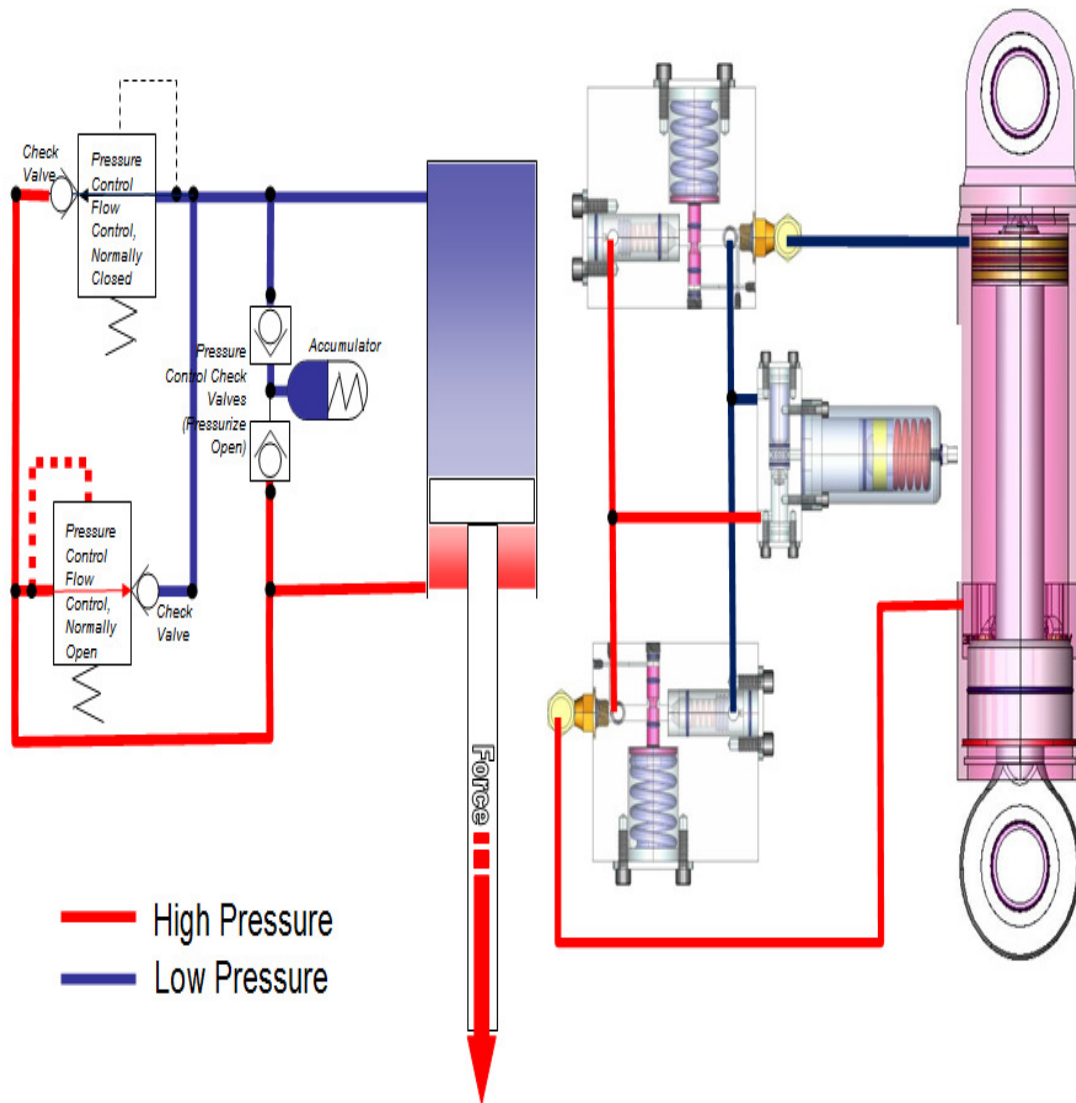 Check
Valve
Pressure
Control
Flow
Control,
Normally
Closed
Pressure
Control Check
Valves
(Pressurize
Open)
Accumulator
Pressure
Control
Flow
Control,
Normally
Open
Check
Valve
Force
High Pressure
Low Pressure